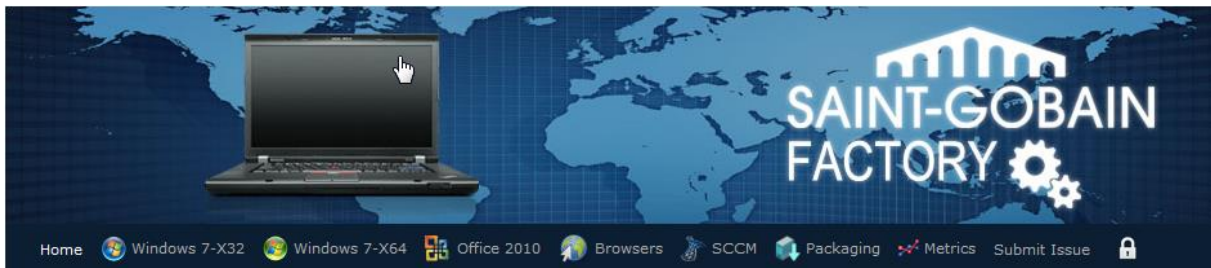 SAINT-GOBAIN
FACTORY
Home Windows 7-X32 Windows 7-X64 Office 2010 Browsers SCCM Packaging Metrics Submit Issue